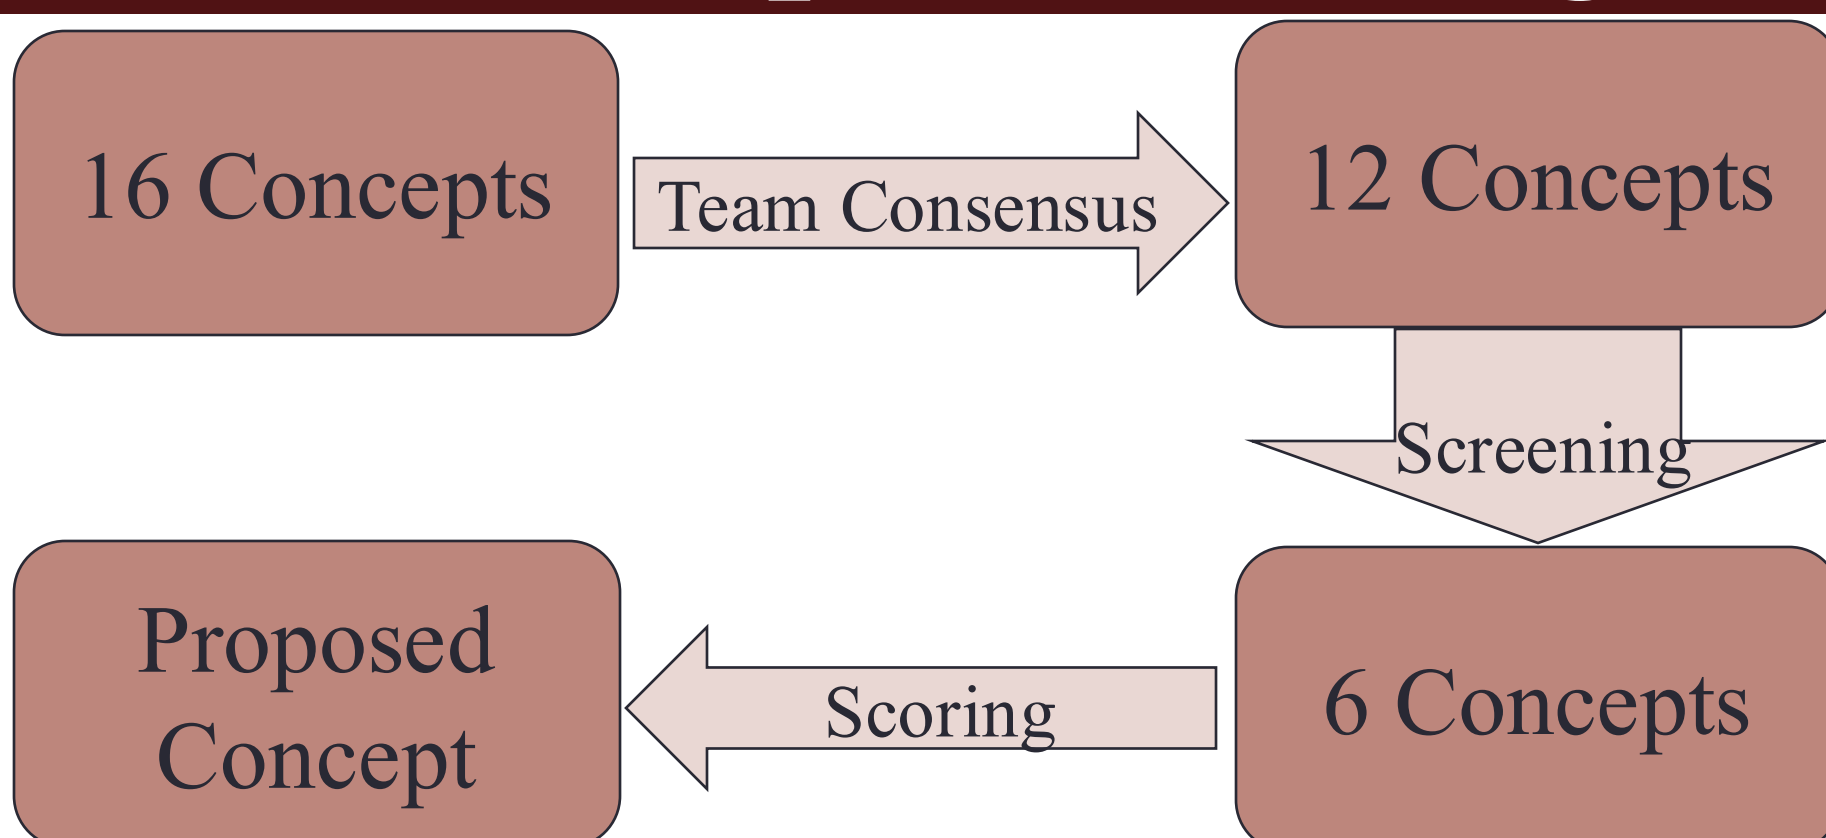 16 Concepts
Team Consensus
12 Concepts
Screening
6 Concepts
Scoring
Proposed
Concept